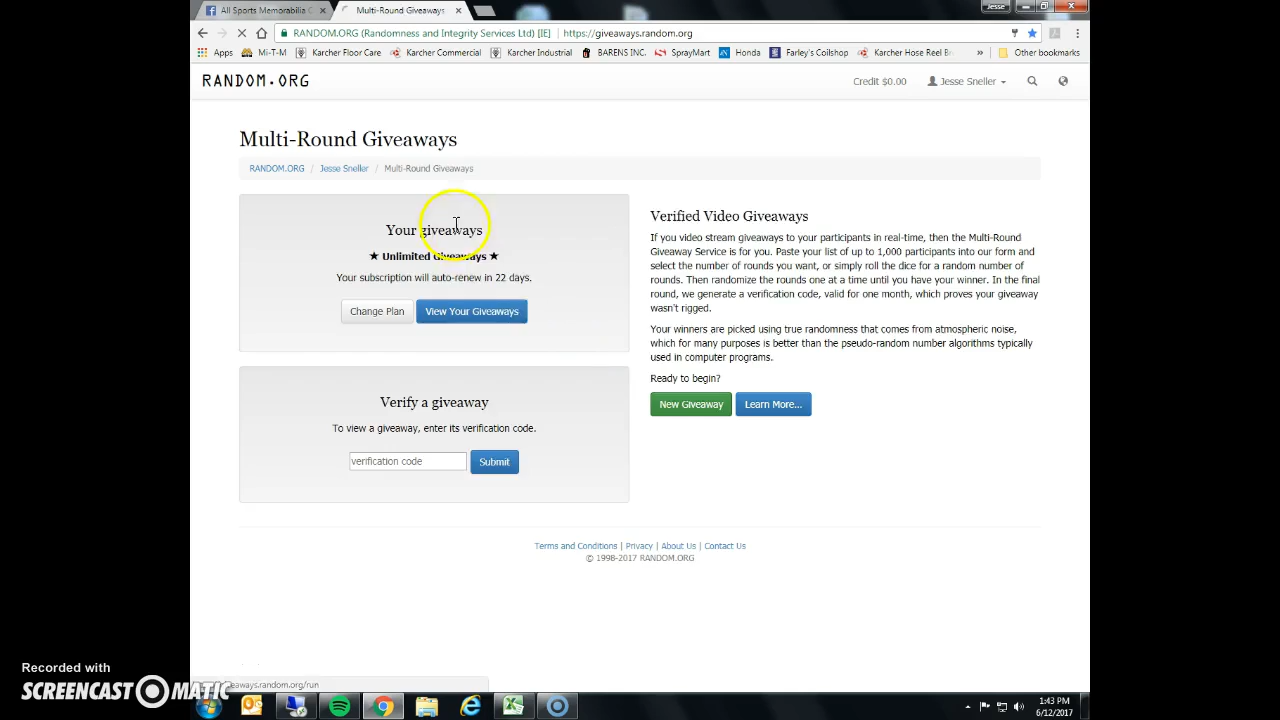 All Sports Memorabilia C
Multi-Round Giveaways
Jesse
RANDOM.ORG (Randomness and Integrity Services Ltd) [IE]
https://giveaways.random.org
Apps
Mi-T-M
Karcher Floor Care
Karcher Commercial
Karcher Industrial
BARENS INC.
SprayMart
Honda
Farley's Coilshop
Karcher Hose Reel Br
»
Other bookmarks
RANDOM.ORG
Credit $0.00
Jesse Sneller
Multi-Round Giveaways
RANDOM.ORG / Jesse Sneller / Multi-Round Giveaways
Your giveaways
★ Unlimited Giveaways ★
Your subscription will auto-renew in 22 days.
Change Plan
View Your Giveaways
Verify a giveaway
To view a giveaway, enter its verification code.
verification code
Submit
Verified Video Giveaways
If you video stream giveaways to your participants in real-time, then the Multi-Round
Giveaway Service is for you. Paste your list of up to 1,000 participants into our form and
select the number of rounds you want, or simply roll the dice for a random number of
rounds. Then randomize the rounds one at a time until you have your winner. In the final
round, we generate a verification code, valid for one month, which proves your giveaway
wasn't rigged.
Your winners are picked using true randomness that comes from atmospheric noise,
which for many purposes is better than the pseudo-random number algorithms typically
used in computer programs.
Ready to begin?
New Giveaway
Learn More...
Terms and Conditions | Privacy | About Us | Contact Us
© 1998-2017 RANDOM.ORG
eaways.random.org/run
Recorded with
SCREENCAST MATIC
1:43 PM
6/12/2017